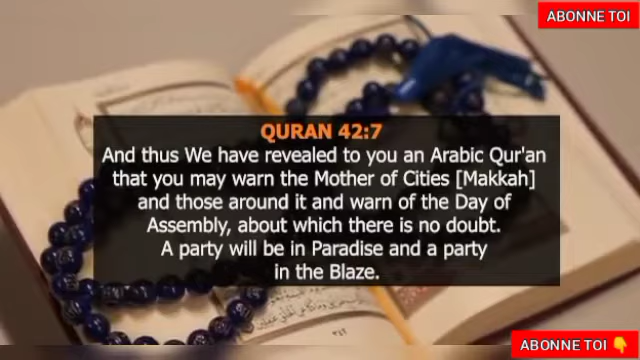 ABONNE TOI
QURAN 42:7
And thus We have revealed to you an Arabic Qur'an
that you may warn the Mother of Cities [Makkah]
and those around it and warn of the Day of
Assembly, about which there is no doubt.
A party will be in Paradise and a party
in the Blaze.
ABONNE TOI 👇